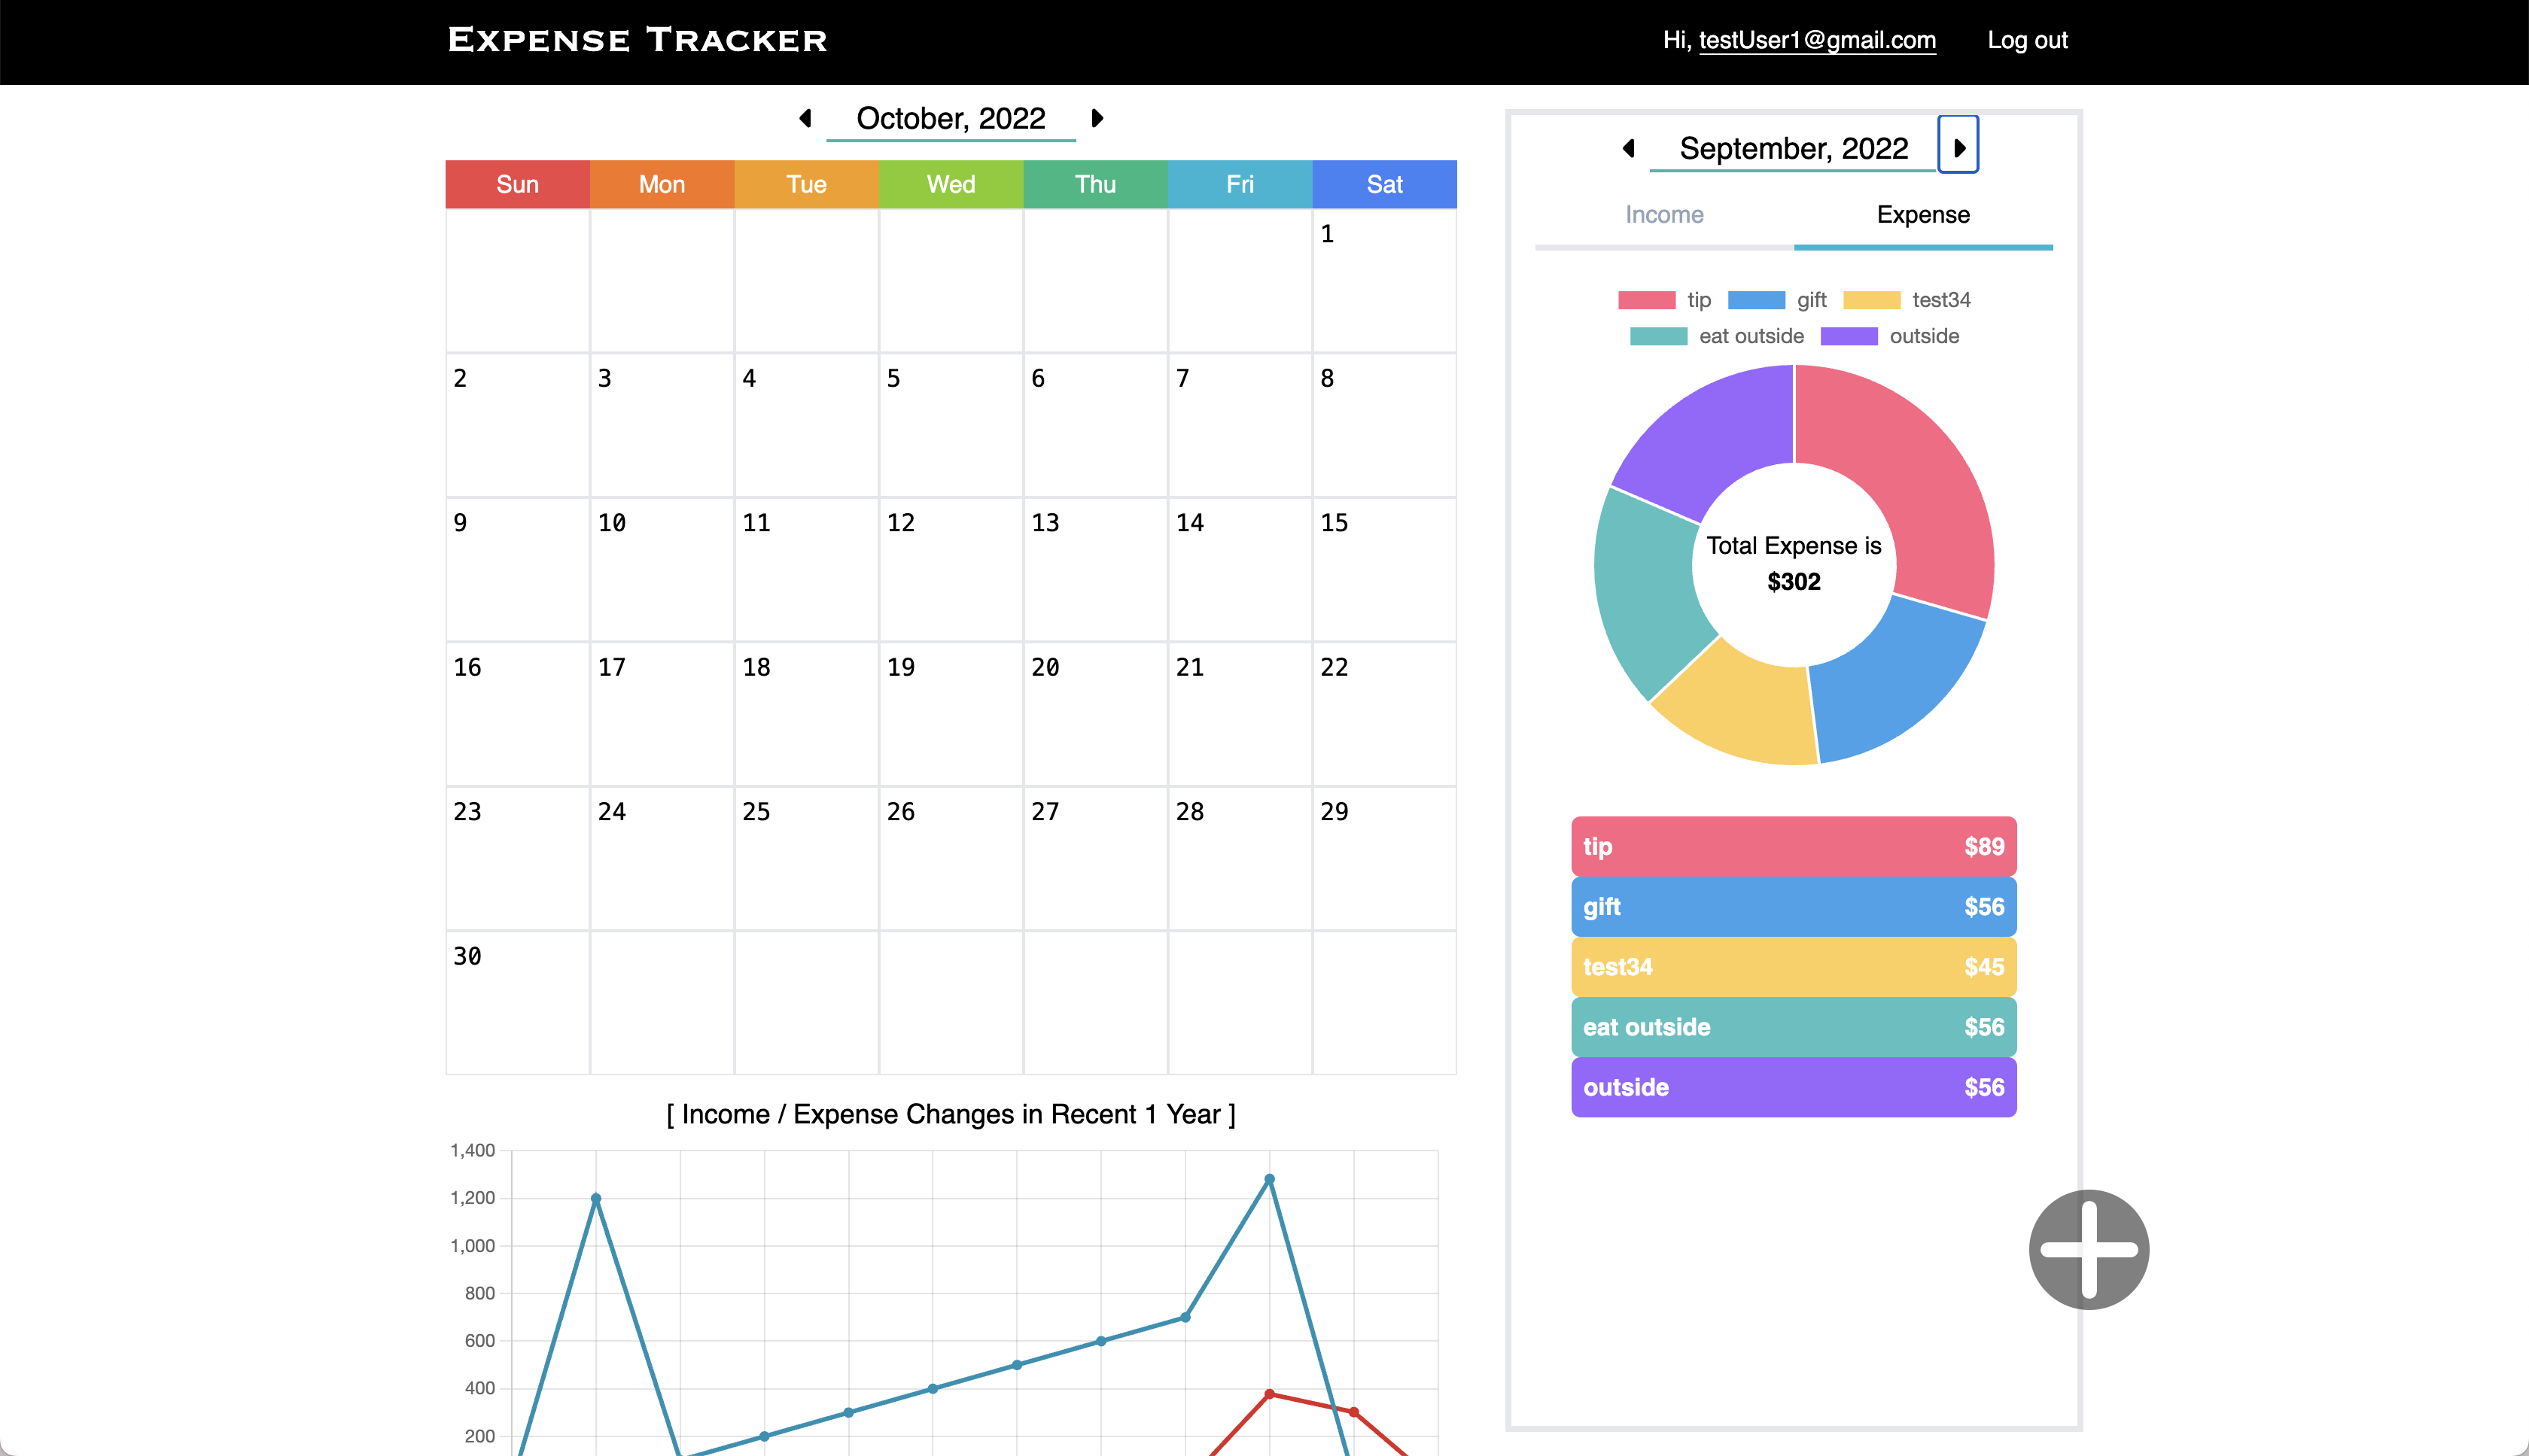 EXPENSE TRACKER
Hi, testUser1@gmail.com Log out
October, 2022
Sun Mon Tue Wed Thu Fri Sat
1
2 3 4 5 6 7 8
9 10 11 12 13 14 15
16 17 18 19 20 21 22
23 24 25 26 27 28 29
30
[ Income / Expense Changes in Recent 1 Year ]
1,400
1,200
1,000
800
600
400
200
September, 2022
Income Expense
tip gift test34
eat outside outside
Total Expense is
$302
tip $89
gift $56
test34 $45
eat outside $56
outside $56